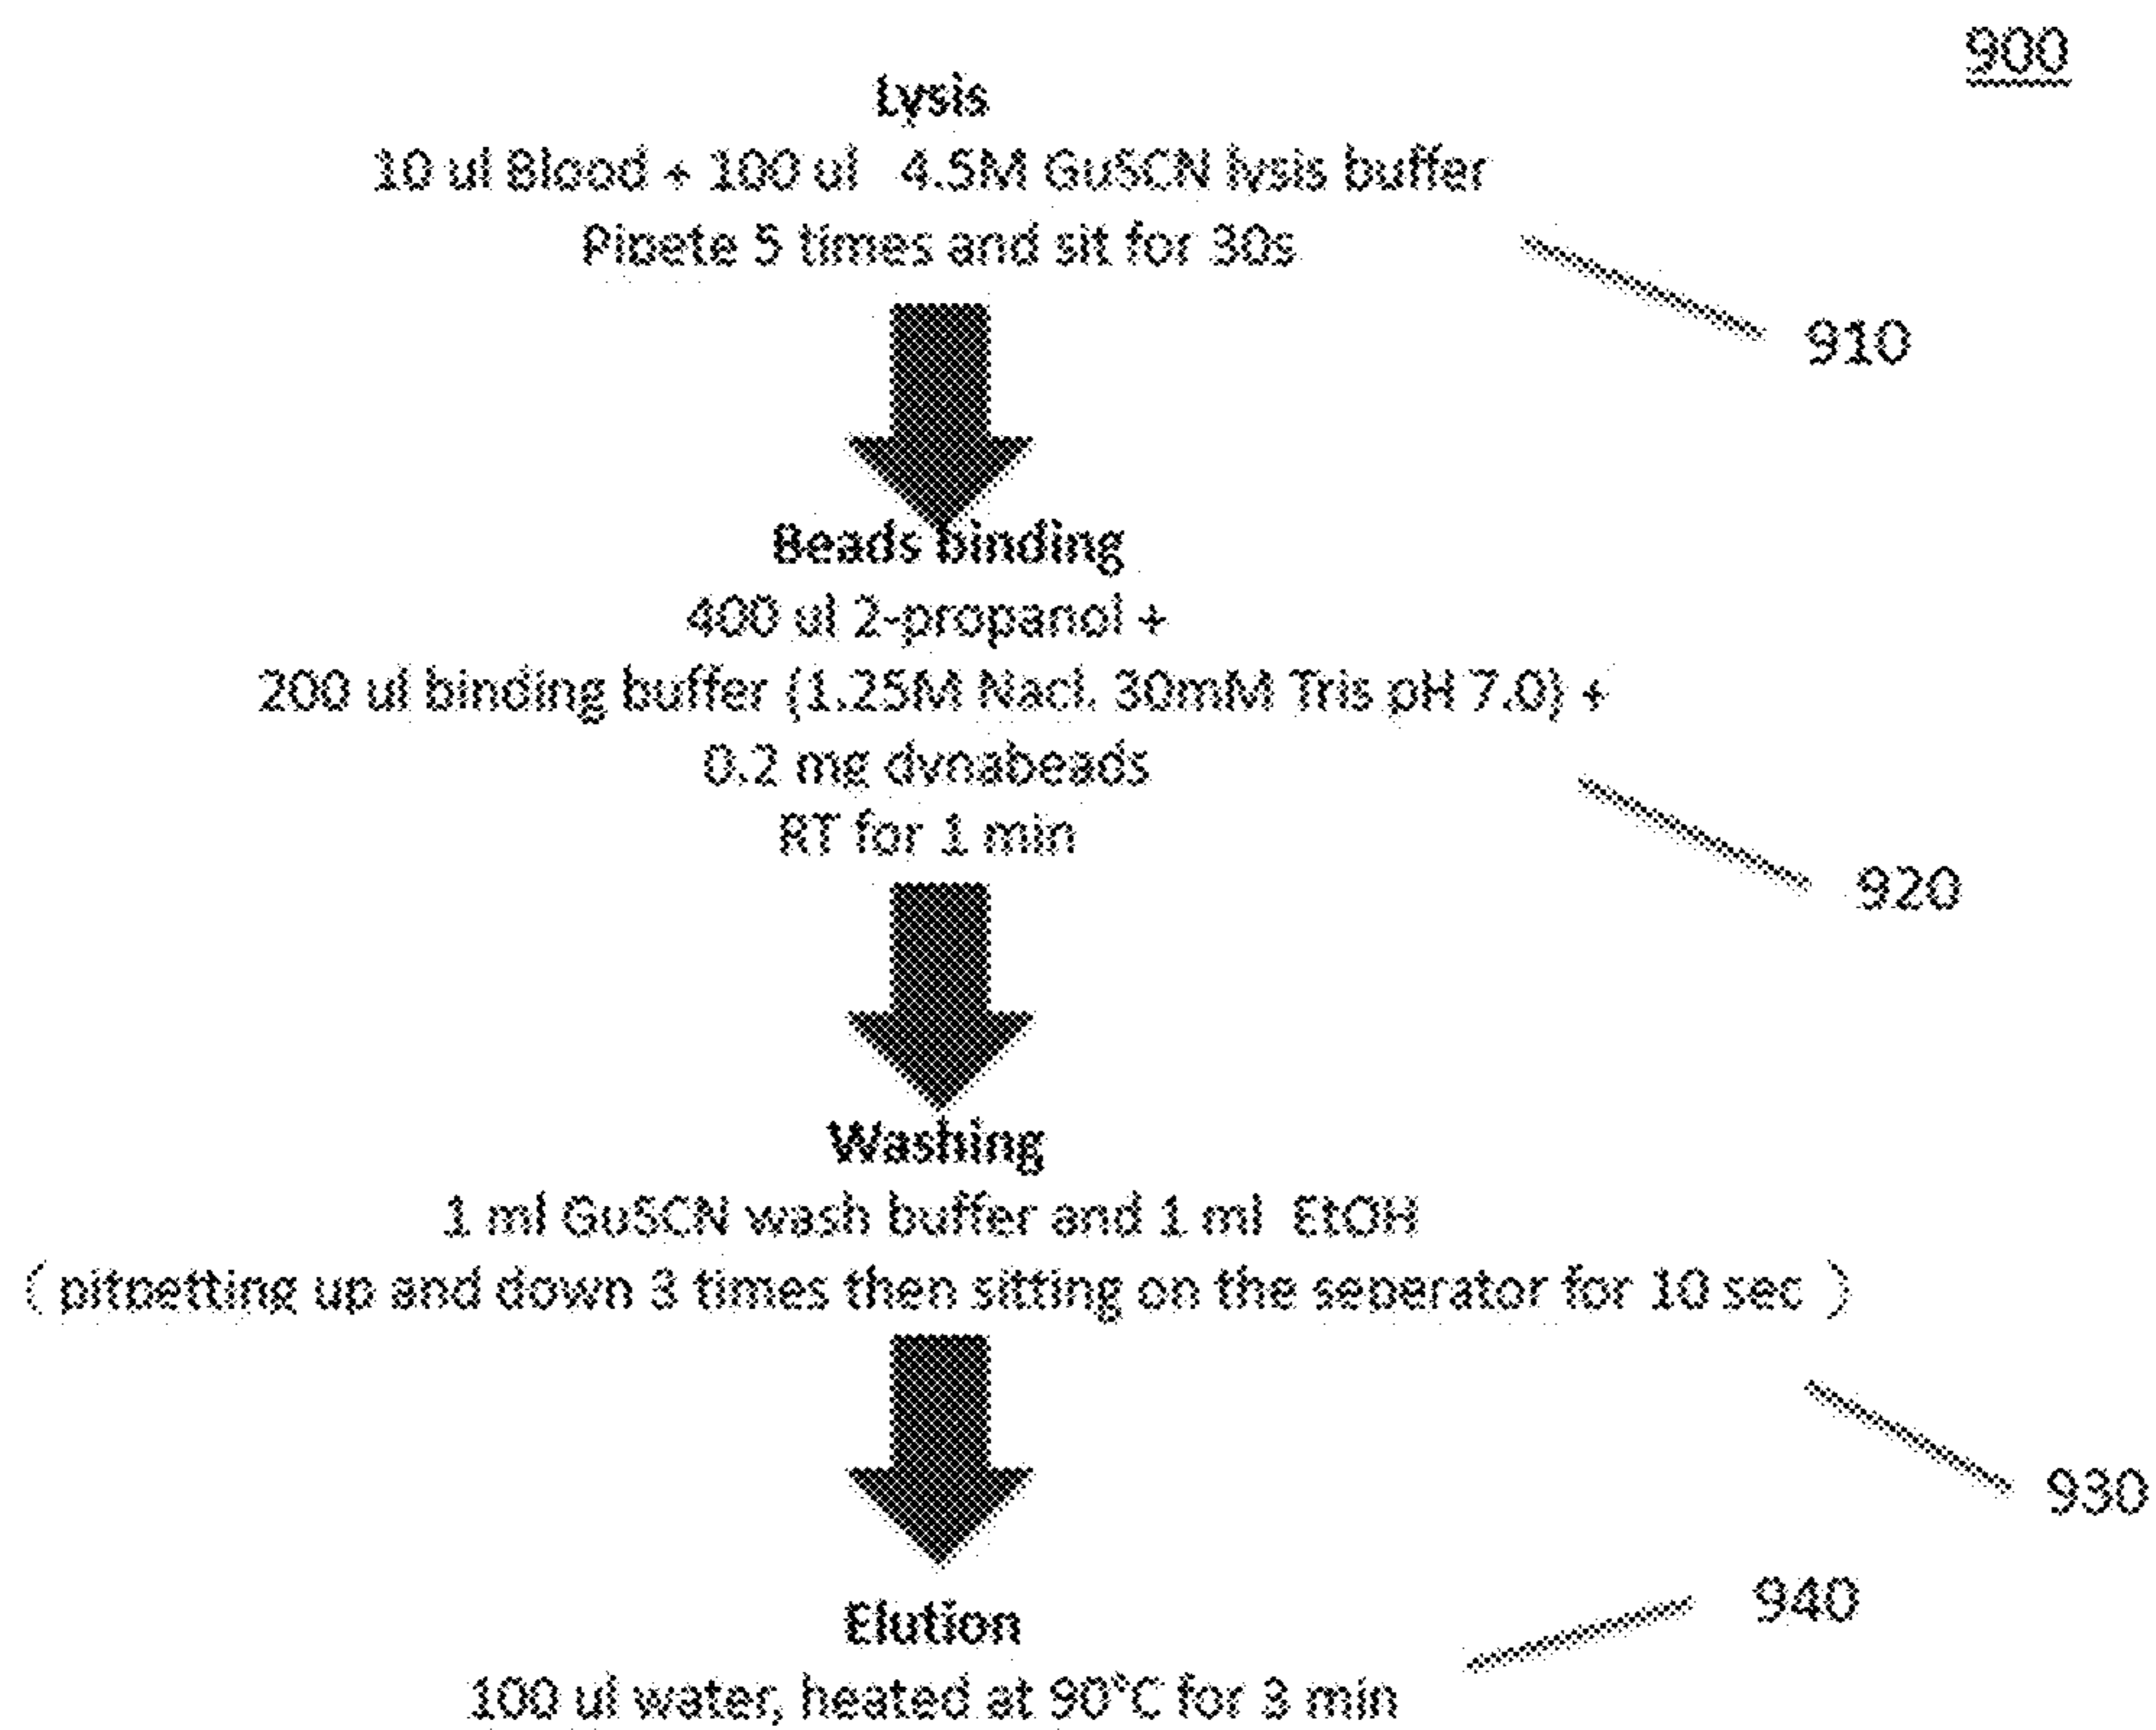 900
Lysis
10 ul Blood + 100 ul 4.5M GuSCN lysis buffer
Pipete 5 times and sit for 30s
910
Beads binding
400 ul 2-propanol +
200 ul binding buffer (1.25M Nacl. 30mM Tris pH 7.0) +
0.2 mg dynabeads
RT for 1 min
920
Washing
1 ml GuSCN wash buffer and 1 ml EtOH
( pitpetting up and down 3 times then sitting on the seperator for 10 sec )
930
940
Elution
100 ul water, heated at 90°C for 3 min